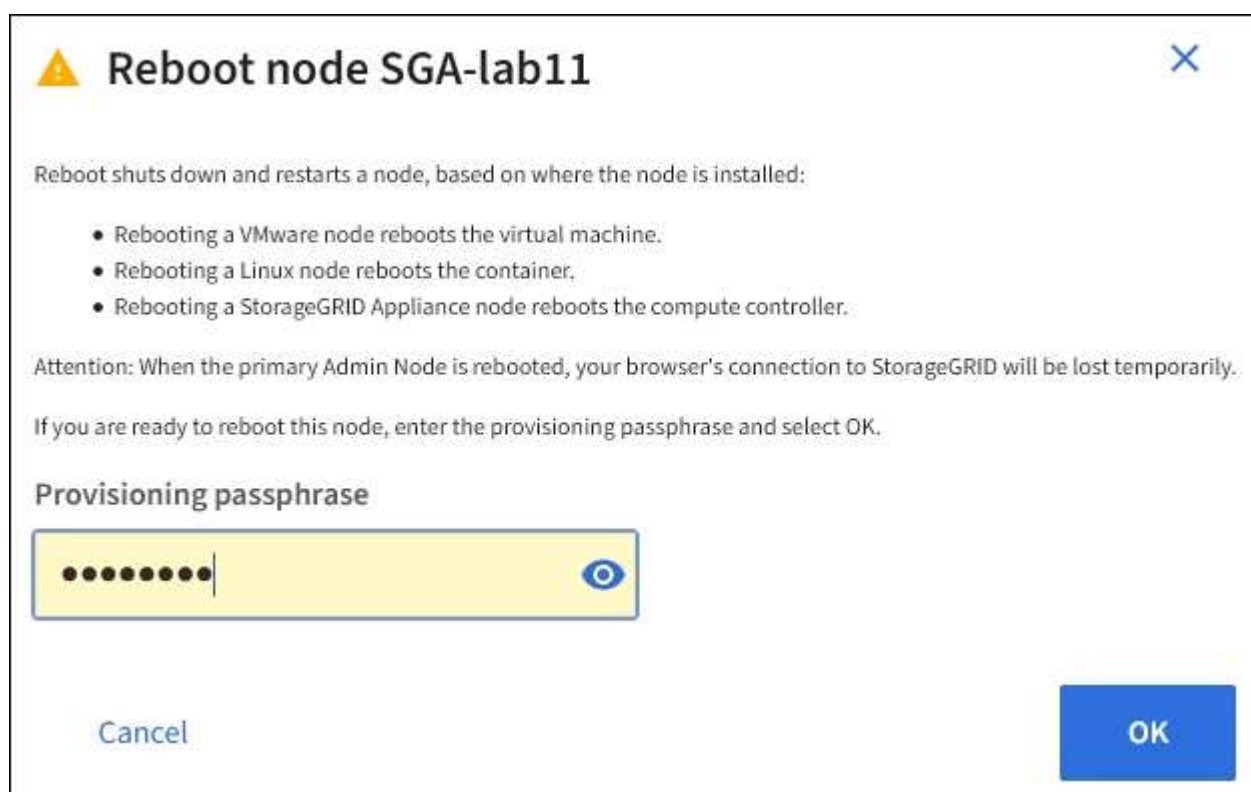 Reboot node SGA-lab11
Reboot shuts down and restarts a node, based on where the node is installed:
• Rebooting a VMware node reboots the virtual machine.
• Rebooting a Linux node reboots the container.
• Rebooting a StorageGRID Appliance node reboots the compute controller.
Attention: When the primary Admin Node is rebooted, your browser's connection to StorageGRID will be lost temporarily.
If you are ready to reboot this node, enter the provisioning passphrase and select OK.
Provisioning passphrase
••••••••
Cancel
OK